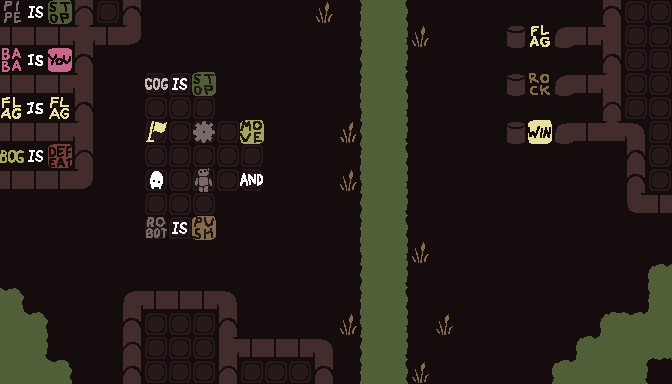 PIPE IS STOP
FLAG
BABA IS YOU
COG IS STOP
ROCK
FLAG IS FLAG
MOVE
WIN
BOG IS DEFEAT
AND
ROBOT IS PUSH